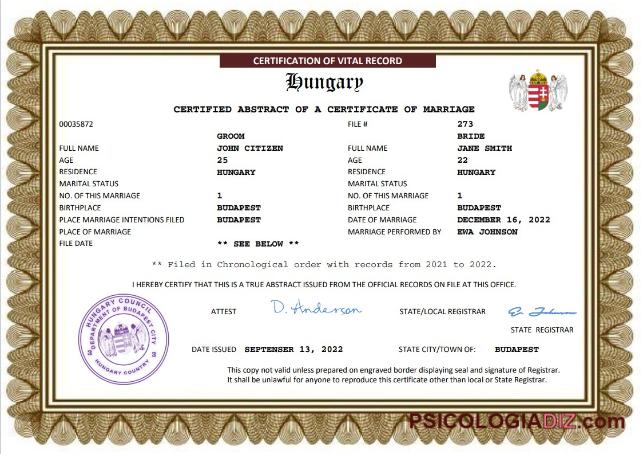 CERTIFICATION OF VITAL RECORD
Hungary
CERTIFIED ABSTRACT OF A CERTIFICATE OF MARRIAGE
00035872 FILE # 273
GROOM BRIDE
FULL NAME JOHN CITIZEN FULL NAME JANE SMITH
AGE 25 AGE 22
RESIDENCE HUNGARY RESIDENCE HUNGARY
MARITAL STATUS MARITAL STATUS
NO. OF THIS MARRIAGE 1 NO. OF THIS MARRIAGE 1
BIRTHPLACE BUDAPEST BIRTHPLACE BUDAPEST
PLACE MARRIAGE INTENTIONS FILED BUDAPEST DATE OF MARRIAGE DECEMBER 16, 2022
PLACE OF MARRIAGE MARRIAGE PERFORMED BY EWA JOHNSON
FILE DATE ** SEE BELOW **
** Filed in Chronological order with records from 2021 to 2022.
I HEREBY CERTIFY THAT THIS IS A TRUE ABSTRACT ISSUED FROM THE OFFICIAL RECORDS ON FILE AT THIS OFFICE.
HUNGARY COUNCIL
DEPARTMENT OF BUDAPEST CITY
HUNGARY COUNTRY
ATTEST D. Anderson STATE/LOCAL REGISTRAR
STATE REGISTRAR
DATE ISSUED SEPTENSER 13, 2022 STATE CITY/TOWN OF: BUDAPEST
This copy not valid unless prepared on engraved border displaying seal and signature of Registrar.
It shall be unlawful for anyone to reproduce this certificate other than local or State Registrar.
PSICOLOGIADIZ.com